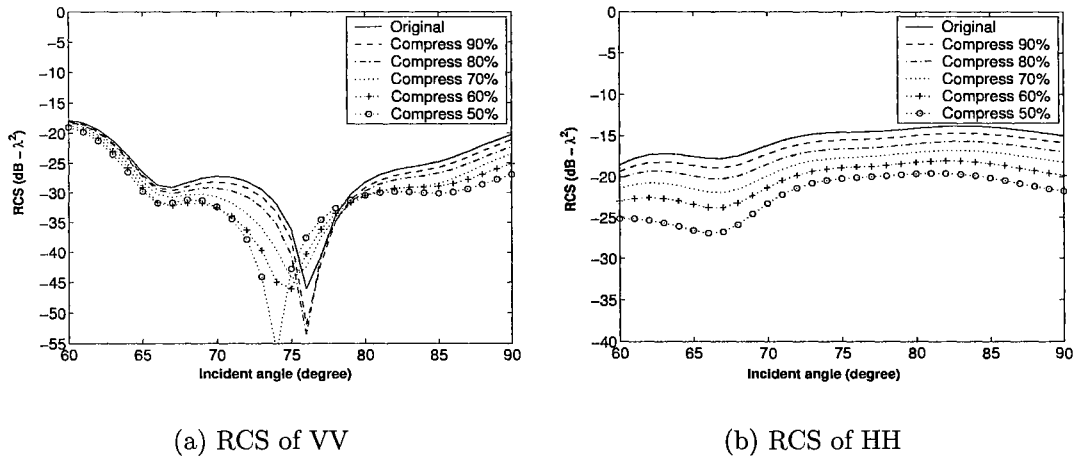 0
−5
−10
−15
−20
−25
−30
−35
−40
−45
−50
−55
RCS (dB − λ²)
Original
Compress 90%
Compress 80%
Compress 70%
Compress 60%
Compress 50%
60 65 70 75 80 85 90
Incident angle (degree)
(a) RCS of VV
0
−5
−10
−15
−20
−25
−30
−35
−40
RCS (dB − λ²)
Original
Compress 90%
Compress 80%
Compress 70%
Compress 60%
Compress 50%
60 65 70 75 80 85 90
Incident angle (degree)
(b) RCS of HH